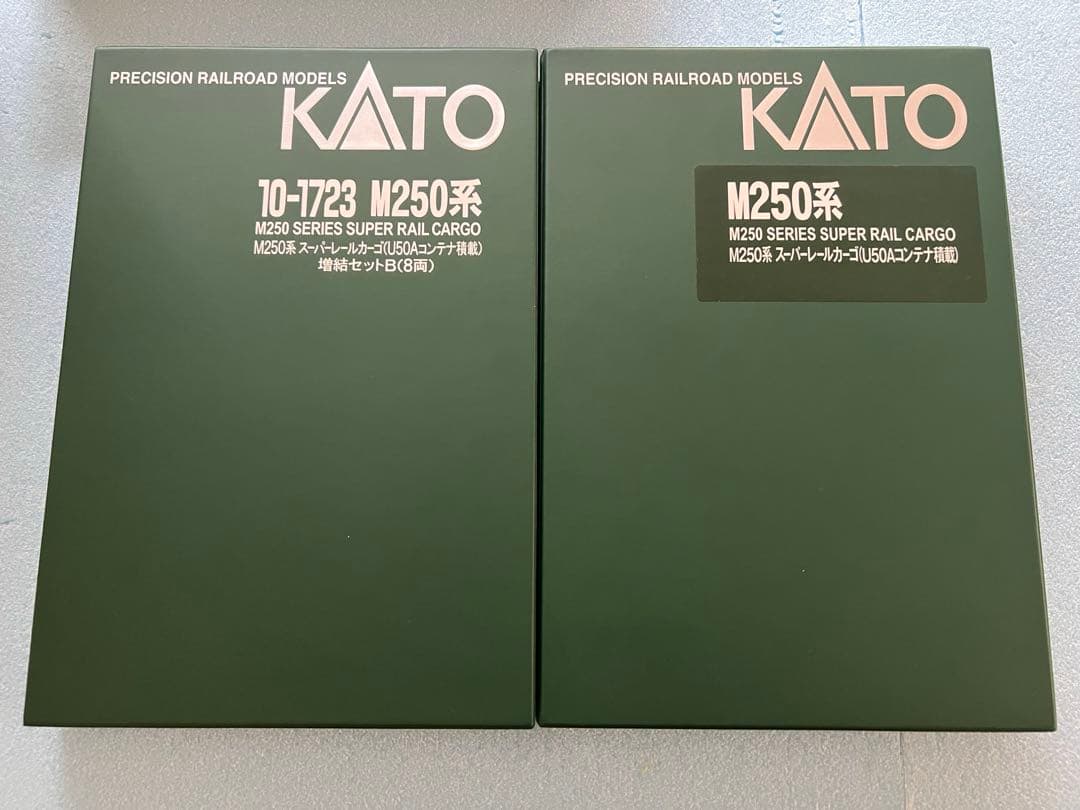 PRECISION RAILROAD MODELS
KATO
10-1723 M250系
M250 SERIES SUPER RAIL CARGO
M250系 スーパーレールカーゴ(U50Aコンテナ積載)
増結セットB(8両)
PRECISION RAILROAD MODELS
KATO
M250系
M250 SERIES SUPER RAIL CARGO
M250系 スーパーレールカーゴ(U50Aコンテナ積載)